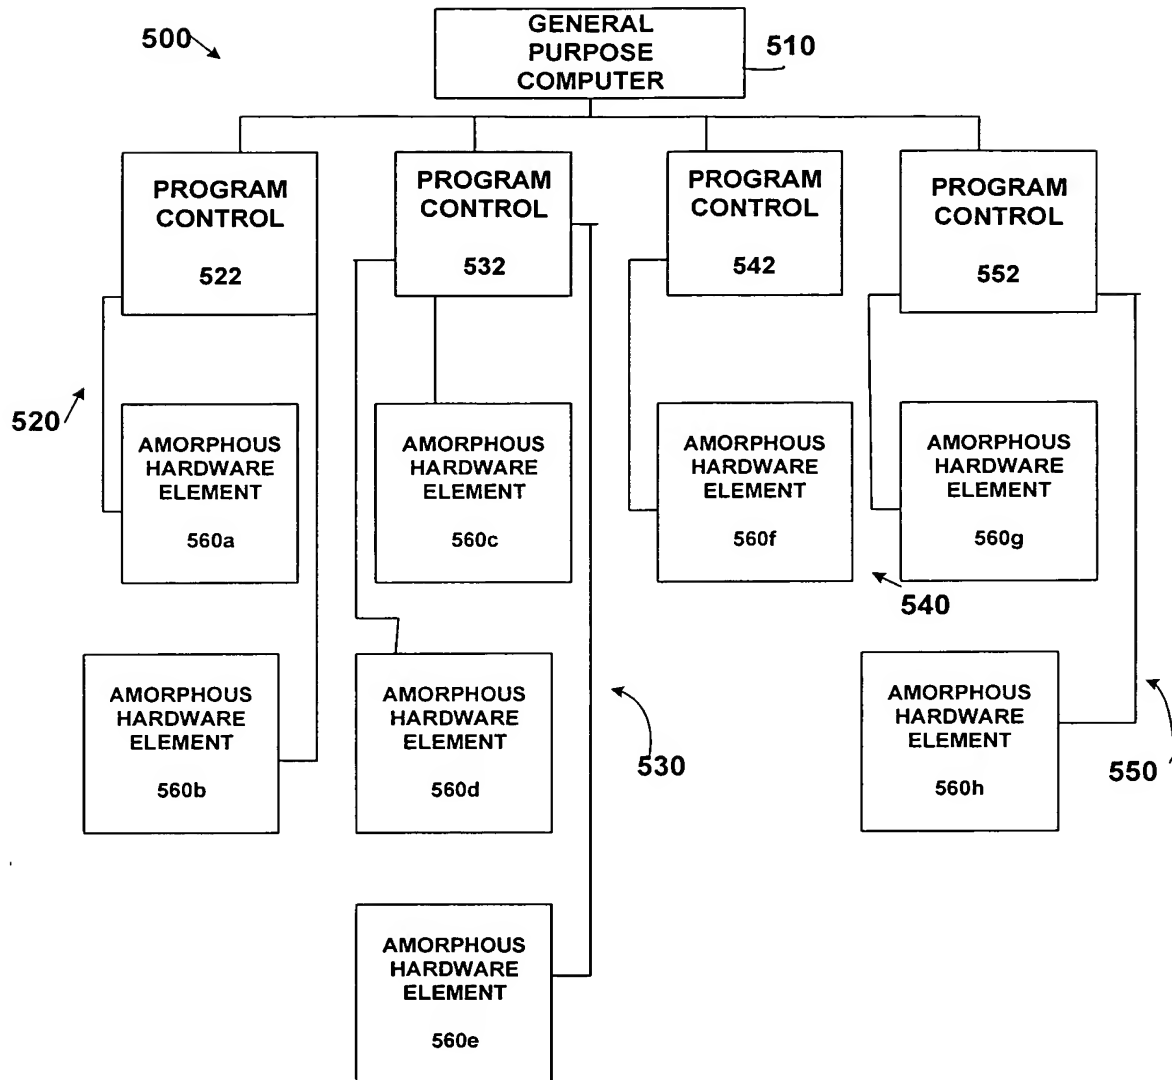 500
GENERAL
PURPOSE
COMPUTER
510
PROGRAM
CONTROL
522
PROGRAM
CONTROL
532
PROGRAM
CONTROL
542
PROGRAM
CONTROL
552
520
AMORPHOUS
HARDWARE
ELEMENT
560a
AMORPHOUS
HARDWARE
ELEMENT
560c
AMORPHOUS
HARDWARE
ELEMENT
560f
AMORPHOUS
HARDWARE
ELEMENT
560g
540
AMORPHOUS
HARDWARE
ELEMENT
560b
AMORPHOUS
HARDWARE
ELEMENT
560d
530
AMORPHOUS
HARDWARE
ELEMENT
560h
550
AMORPHOUS
HARDWARE
ELEMENT
560e